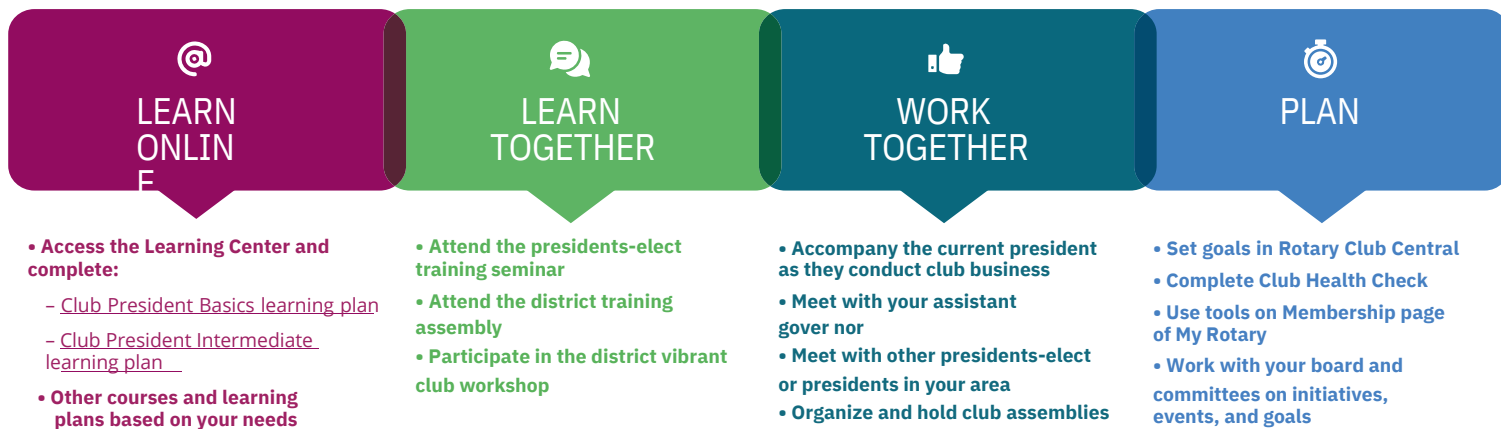 LEARN
ONLIN
E
• Access the Learning Center and
complete:
– Club President Basics learning plan
– Club President Intermediate
learning plan
• Other courses and learning
plans based on your needs
LEARN
TOGETHER
• Attend the presidents-elect
training seminar
• Attend the district training
assembly
• Participate in the district vibrant
club workshop
WORK
TOGETHER
• Accompany the current president
as they conduct club business
• Meet with your assistant
gover nor
• Meet with other presidents-elect
or presidents in your area
• Organize and hold club assemblies
PLAN
• Set goals in Rotary Club Central
• Complete Club Health Check
• Use tools on Membership page
of My Rotary
• Work with your board and
committees on initiatives,
events, and goals